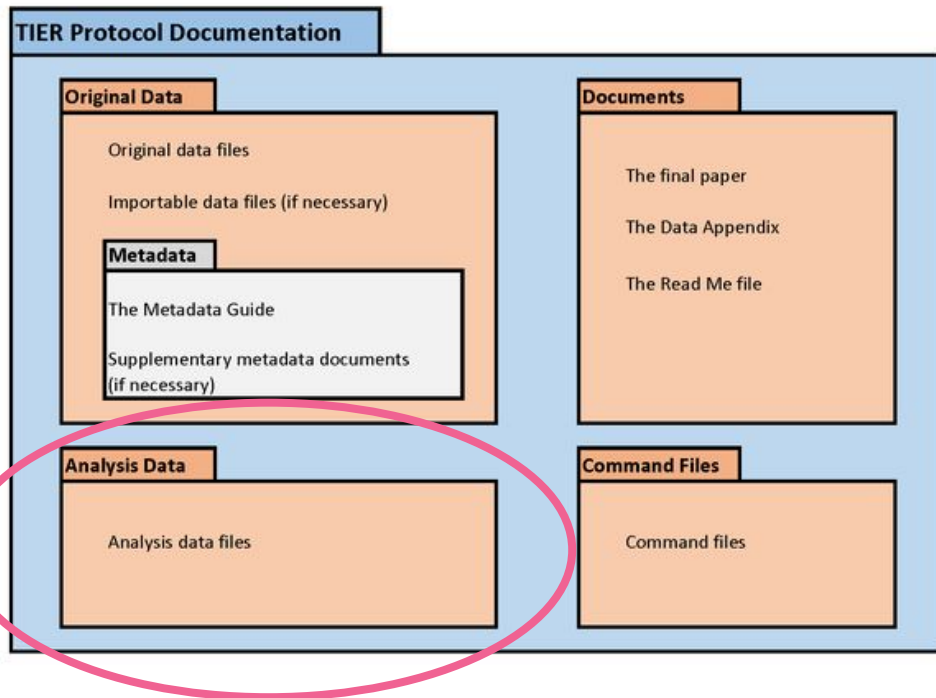 TIER Protocol Documentation
Original Data
Original data files
Importable data files (if necessary)
Metadata
The Metadata Guide
Supplementary metadata documents
(if necessary)
Documents
The final paper
The Data Appendix
The Read Me file
Analysis Data
Analysis data files
Command Files
Command files